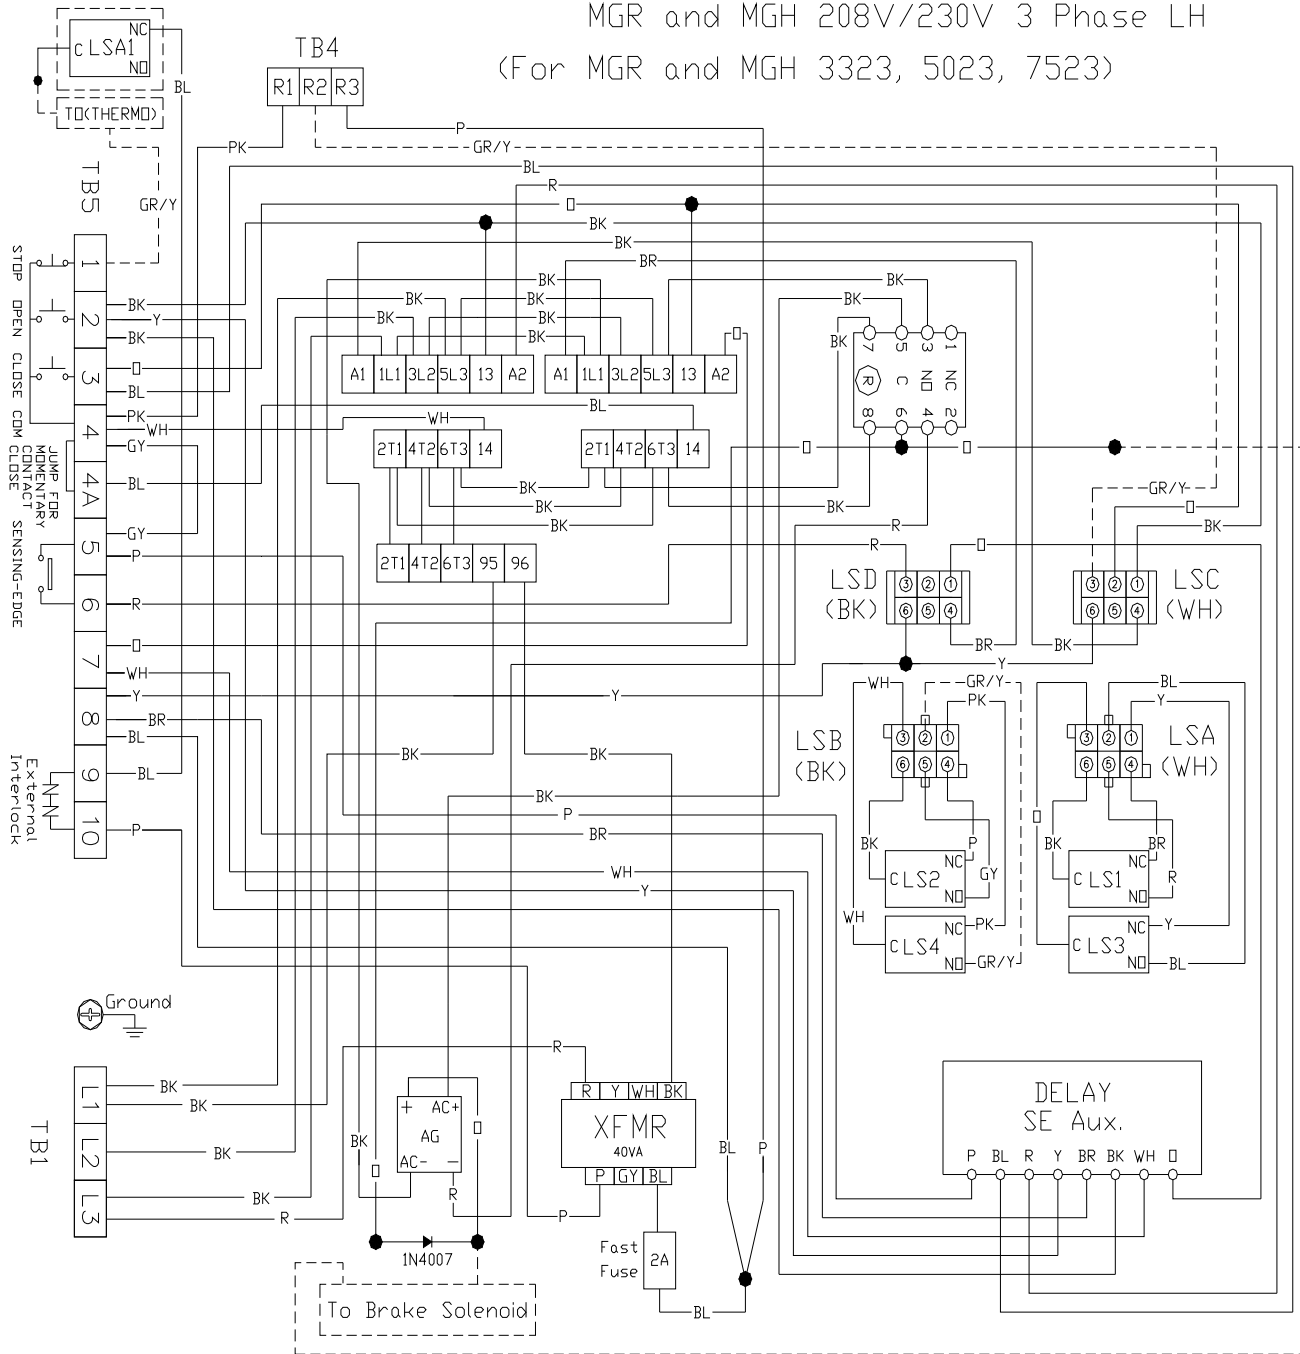 MGR and MGH 208V/230V 3 Phase LH
(For MGR and MGH 3323, 5023, 7523)
NC
C LSA1
NO
BL
TO(THERMO)
TB4
R1 R2 R3
P
PK
GR/Y
BL
R
GR/Y
O
BK
BK
BR
TB5
STOP OPEN CLOSE COM
JUMP FOR
MOMENTARY
CONTACT
CLOSE
SENSING-EDGE
External
Interlock
1
2
3
4
4A
5
6
7
8
9
10
BK
Y
BK
O
BL
PK
WH
GY
BL
GY
P
R
O
WH
Y
BR
BL
BL
P
BK
BK
BK
BK
BK
BK
BK
BK
BK
BK
O
A1 1L1 3L2 5L3 13 A2
A1 1L1 3L2 5L3 13 A2
7 5 3 1
R C NO NC
8 6 4 2
BL
WH
2T1 4T2 6T3 14
2T1 4T2 6T3 14
O
O
BK
BK
BK
BK
R
2T1 4T2 6T3 95 96
GR/Y
O
BK
R
O
LSD
(BK)
3 2 1
6 5 4
LSC
(WH)
3 2 1
6 5 4
BR
BK
Y
Y
WH
GR/Y
PK
BL
Y
LSB
(BK)
3 2 1
6 5 4
LSA
(WH)
3 2 1
6 5 4
BK
BK
BK
P
BR
WH
Y
O
BK
P
GY
BK
BR
R
NC
C LS2
NO
NC
C LS1
NO
WH
NC
C LS4
NO
PK
GR/Y
NC
C LS3
NO
Y
BL
Ground
TB1
L1
L2
L3
BK
BK
BK
BK
R
R
+ AC+
AG
AC- -
BK
O
O
R
R Y WH BK
XFMR
40VA
P GY BL
P
BL
P
DELAY
SE Aux.
P BL R Y BR BK WH O
1N4007
Fast
Fuse
2A
BL
To Brake Solenoid